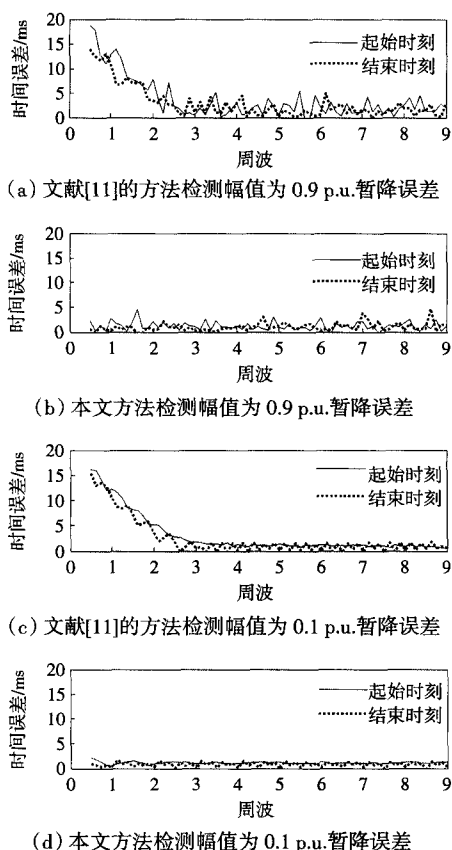 时间误差/ms
20
15
10
5
0
起始时刻
结束时刻
0 1 2 3 4 5 6 7 8 9
周波
(a)文献[11]的方法检测幅值为 0.9 p.u.暂降误差
时间误差/ms
20
15
10
5
0
起始时刻
结束时刻
0 1 2 3 4 5 6 7 8 9
周波
(b)本文方法检测幅值为 0.9 p.u.暂降误差
时间误差/ms
20
15
10
5
0
起始时刻
结束时刻
0 1 2 3 4 5 6 7 8 9
周波
(c)文献[11]的方法检测幅值为 0.1 p.u.暂降误差
时间误差/ms
20
15
10
5
0
起始时刻
结束时刻
0 1 2 3 4 5 6 7 8 9
周波
(d)本文方法检测幅值为 0.1 p.u.暂降误差